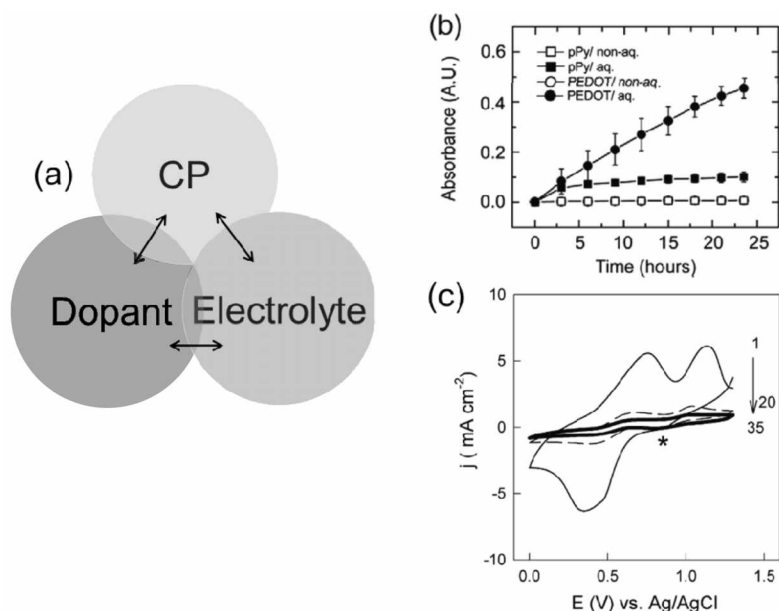 (a)
CP
Dopant
Electrolyte
(b)
Absorbance (A.U.)
0.6
0.4
0.2
0.0
pPy/ non-aq.
pPy/ aq.
PEDOT/ non-aq.
PEDOT/ aq.
0 5 10 15 20 25
Time (hours)
(c)
j ( mA cm-2)
10
5
0
-5
-10
1
20
35
*
0.0 0.5 1.0 1.5
E (V) vs. Ag/AgCl